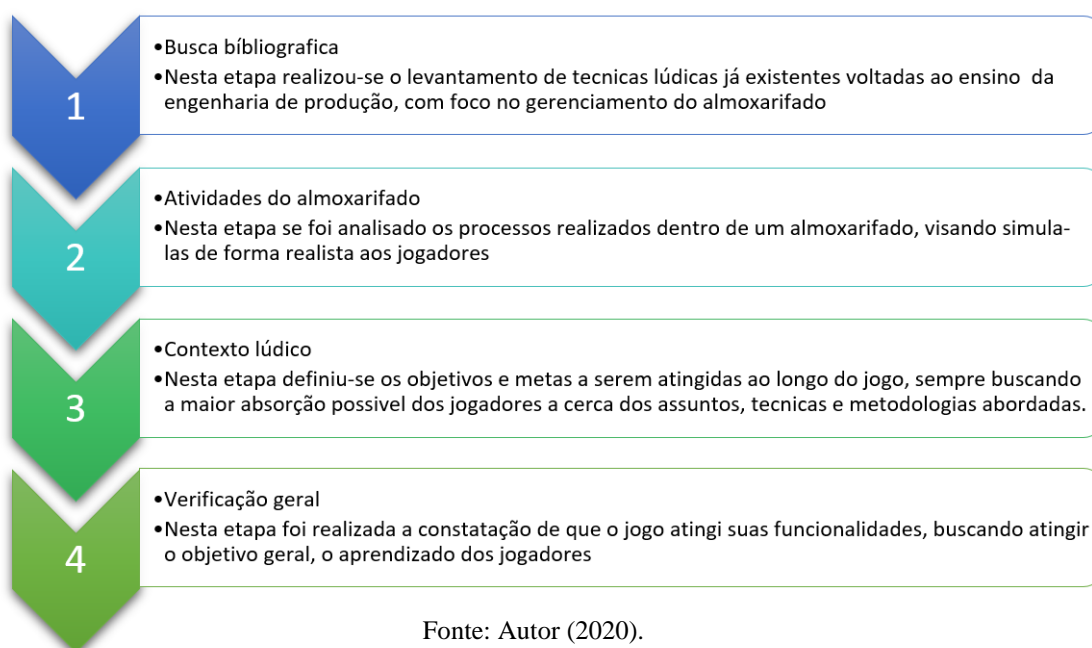 1
•Busca bíbliografica
•Nesta etapa realizou-se o levantamento de tecnicas lúdicas já existentes voltadas ao ensino da
engenharia de produção, com foco no gerenciamento do almoxarifado
2
•Atividades do almoxarifado
•Nesta etapa se foi analisado os processos realizados dentro de um almoxarifado, visando simula-
las de forma realista aos jogadores
3
•Contexto lúdico
•Nesta etapa definiu-se os objetivos e metas a serem atingidas ao longo do jogo, sempre buscando
a maior absorção possivel dos jogadores a cerca dos assuntos, tecnicas e metodologias abordadas.
4
•Verificação geral
•Nesta etapa foi realizada a constatação de que o jogo atingi suas funcionalidades, buscando atingir
o objetivo geral, o aprendizado dos jogadores
Fonte: Autor (2020).